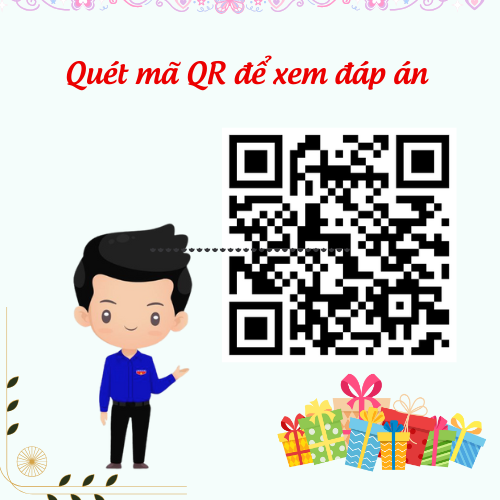 Quét mã QR để xem đáp án